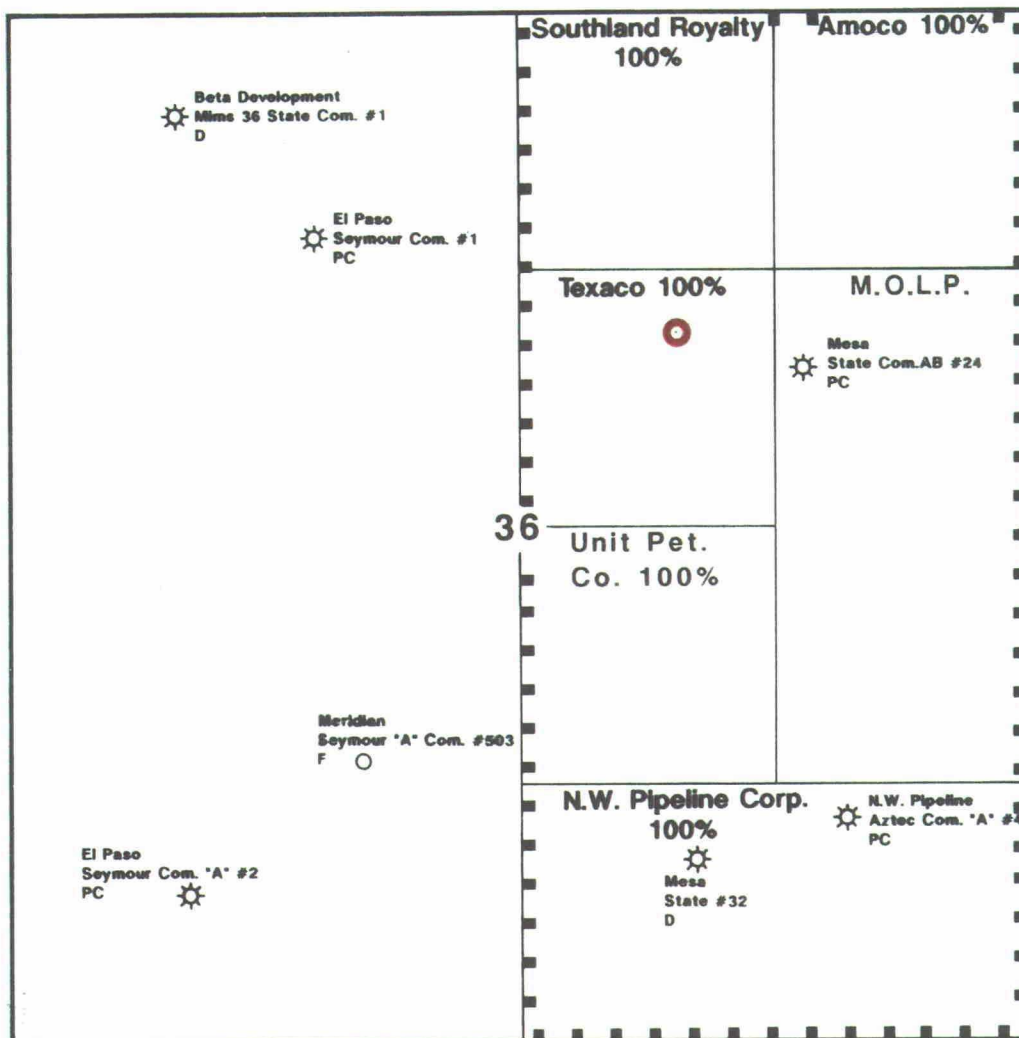 Southland Royalty
100%
Amoco 100%
Beta Development
Mims 36 State Com. #1
D
El Paso
Seymour Com. #1
PC
Texaco 100%
M.O.L.P.
Mesa
State Com.AB #24
PC
36
Unit Pet.
Co. 100%
Meridian
Seymour "A" Com. #503
F
N.W. Pipeline Corp.
100%
N.W. Pipeline
Aztec Com. "A" #4
PC
El Paso
Seymour Com. "A" #2
PC
Mesa
State #32
D